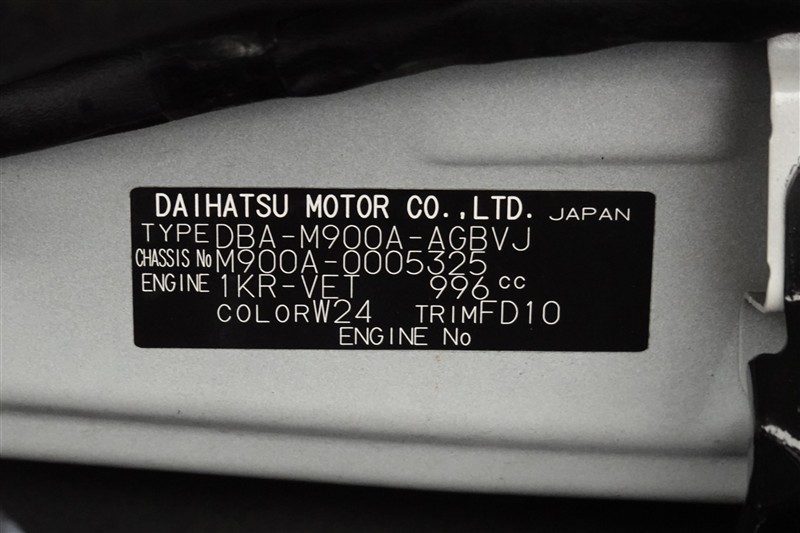 DAIHATSU MOTOR CO.,LTD. JAPAN
TYPE DBA-M900A-AGBVJ
CHASSIS No M900A-0005325
ENGINE 1KR-VET 996 cc
COLOR W24 TRIM FD10
ENGINE No